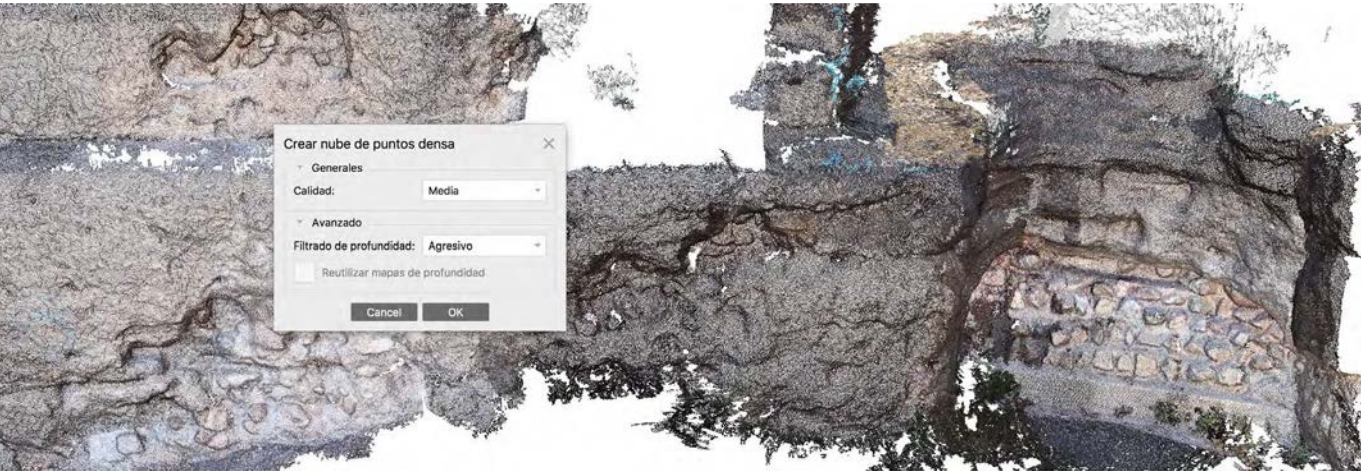 Crear nube de puntos densa
Generales
Calidad: Media
Avanzado
Filtrado de profundidad: Agresivo
Reutilizar mapas de profundidad
Cancel OK